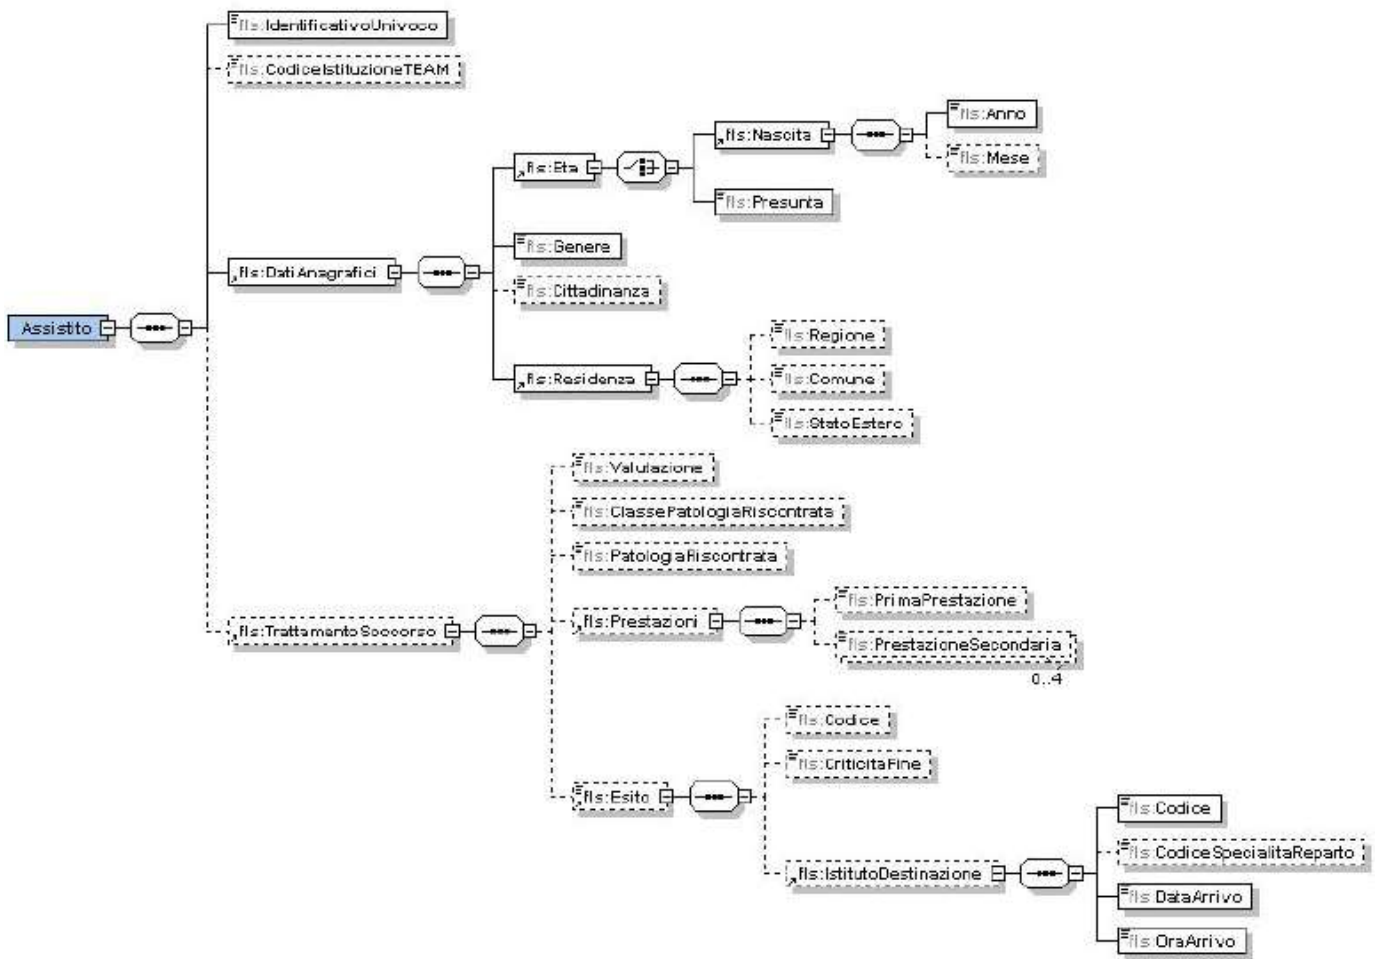 fls:IdentificativoUnivoco
fls:CodiceIstituzioneTEAM
fls:Anno
fls:Nascita
fls:Mese
fls:Eta
fls:Presunta
fls:Genere
fls:DatiAnagrafici
fls:Cittadinanza
Assistito
fls:Regione
fls:Residenza
fls:Comune
fls:StatoEstero
fls:Valutazione
fls:ClassePatologiaRiscontrata
fls:PatologiaRiscontrata
fls:PrimaPrestazione
fls:Prestazioni
fls:TrattamentoSoccorso
fls:PrestazioneSecondaria
0..4
fls:Codice
fls:CriticitaFine
fls:Esito
fls:Codice
fls:CodiceSpecialitaReparto
fls:IstitutoDestinazione
fls:DataArrivo
fls:OraArrivo